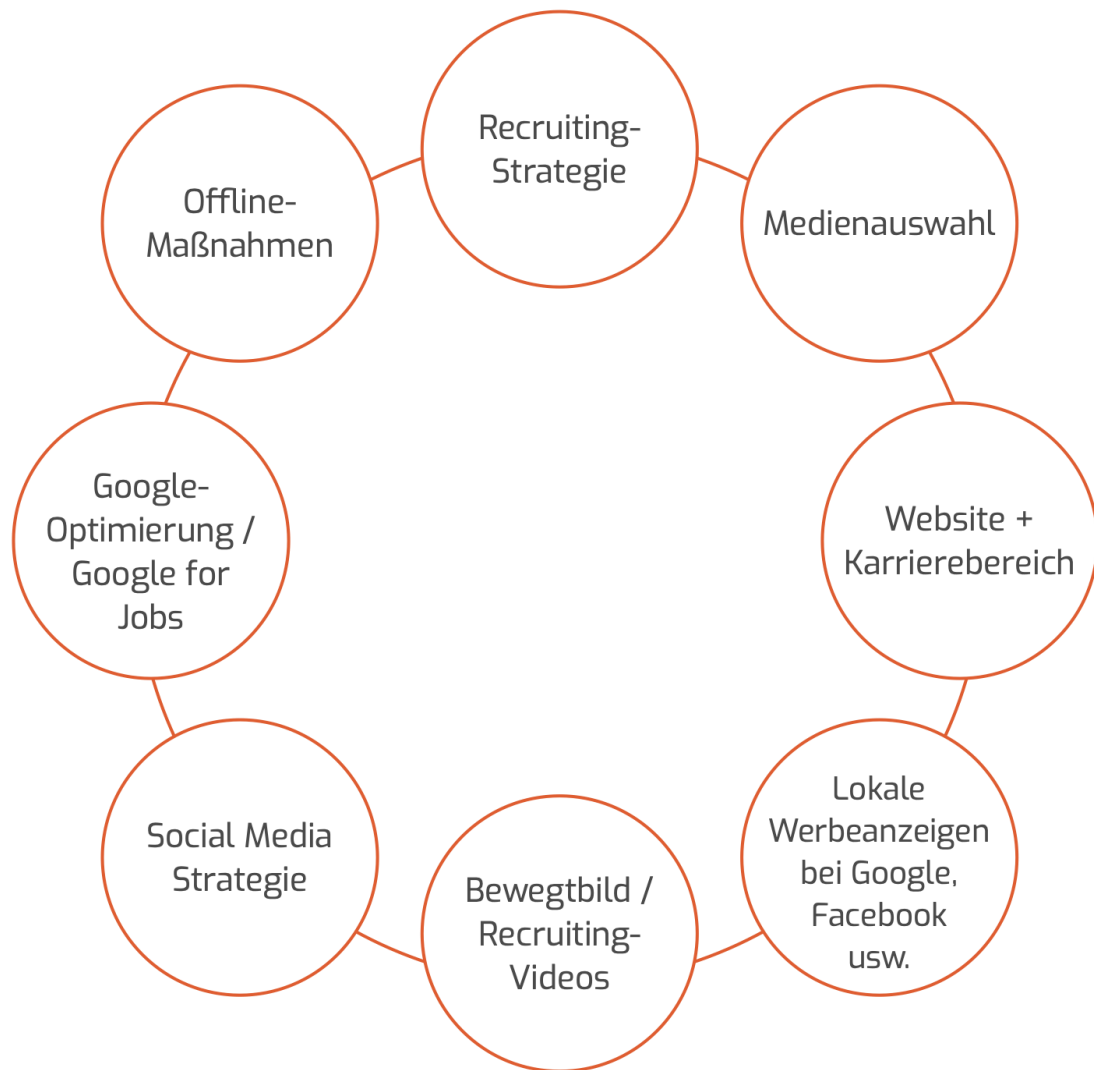 Recruiting-
Strategie
Medienauswahl
Website +
Karrierebereich
Lokale
Werbeanzeigen
bei Google,
Facebook
usw.
Bewegtbild /
Recruiting-
Videos
Social Media
Strategie
Google-
Optimierung /
Google for
Jobs
Offline-
Maßnahmen